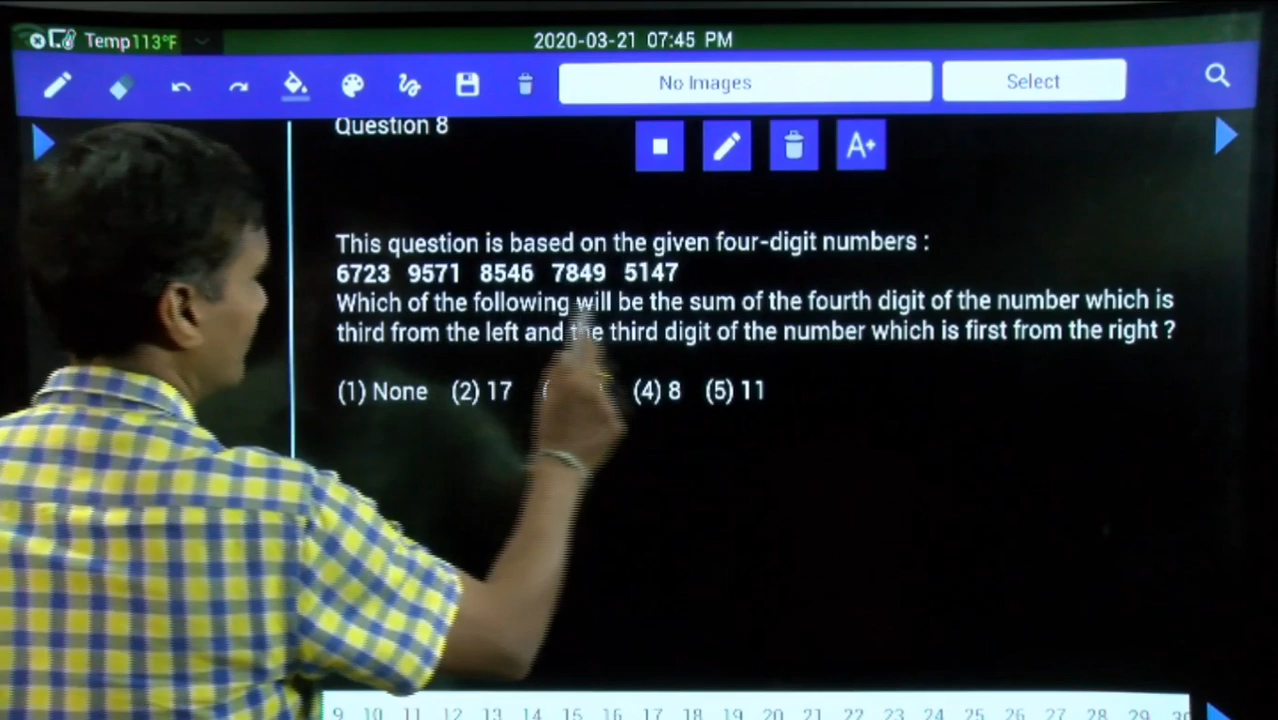 Temp113°F
2020-03-21 07:45 PM
No Images
Select
Question 8
A+
This question is based on the given four-digit numbers :
6723 9571 8546 7849 5147
Which of the following will be the sum of the fourth digit of the number which is
third from the left and the third digit of the number which is first from the right ?
(1) None (2) 17 ( (4) 8 (5) 11
9 10 11 12 13 14 15 16 17 18 19 20 21 22 23 24 25 26 27 28 29